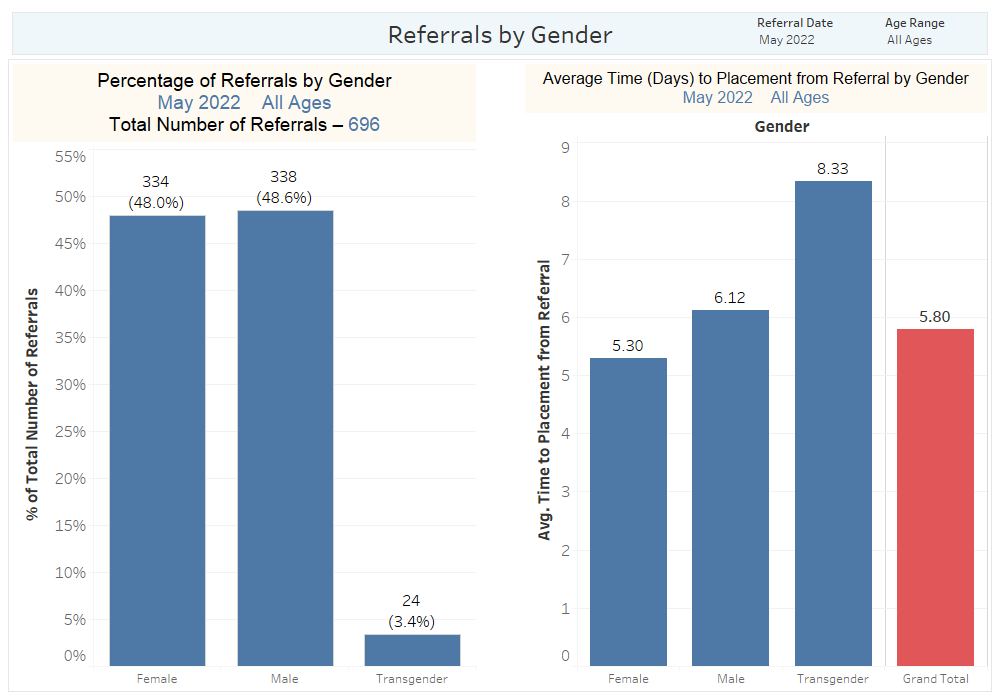 Referrals by Gender
Referral Date
May 2022
Age Range
All Ages
Percentage of Referrals by Gender
May 2022 All Ages
Total Number of Referrals – 696
% of Total Number of Referrals
55%
50%
45%
40%
35%
30%
25%
20%
15%
10%
5%
0%
334
(48.0%)
338
(48.6%)
24
(3.4%)
Female
Male
Transgender
Average Time (Days) to Placement from Referral by Gender
May 2022 All Ages
Gender
Avg. Time to Placement from Referral
9
8
7
6
5
4
3
2
1
0
5.30
6.12
8.33
5.80
Female
Male
Transgender
Grand Total